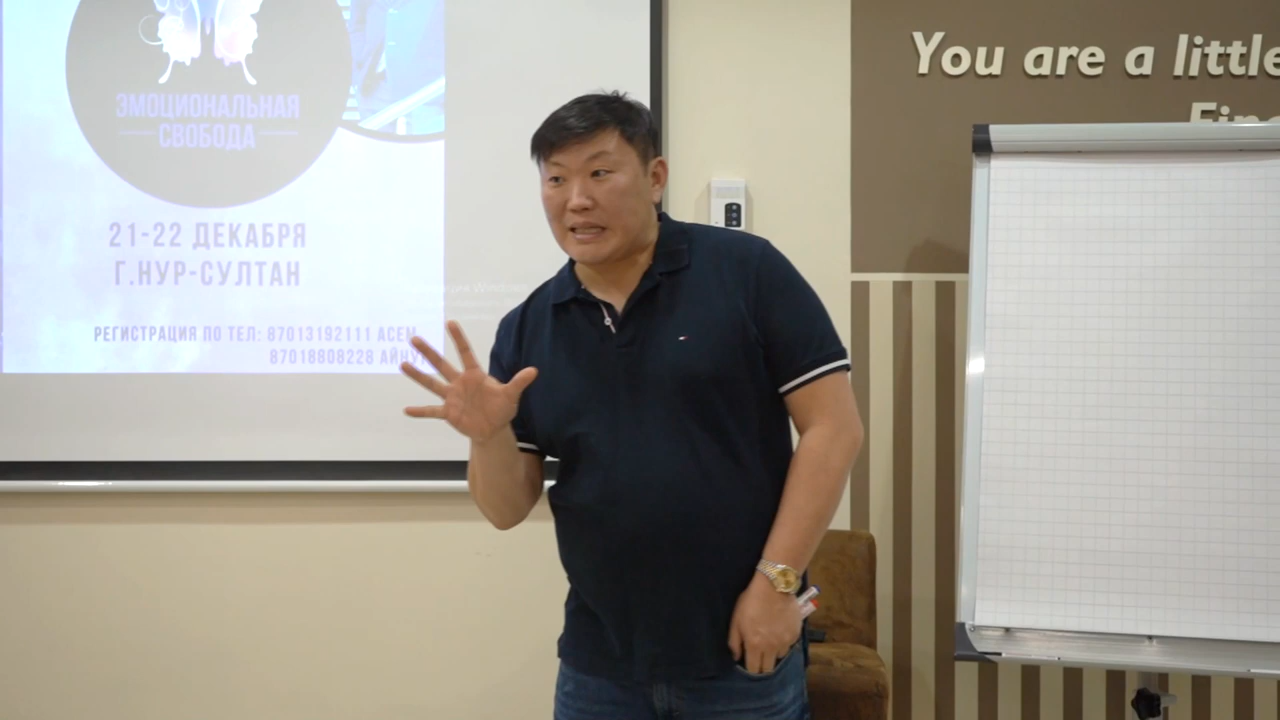 ЭМОЦИОНАЛЬНАЯ
СВОБОДА
21-22 ДЕКАБРЯ
Г.НУР-СУЛТАН
РЕГИСТРАЦИЯ ПО ТЕЛ: 87013192111 АСЕМ
87018808228
You are a little